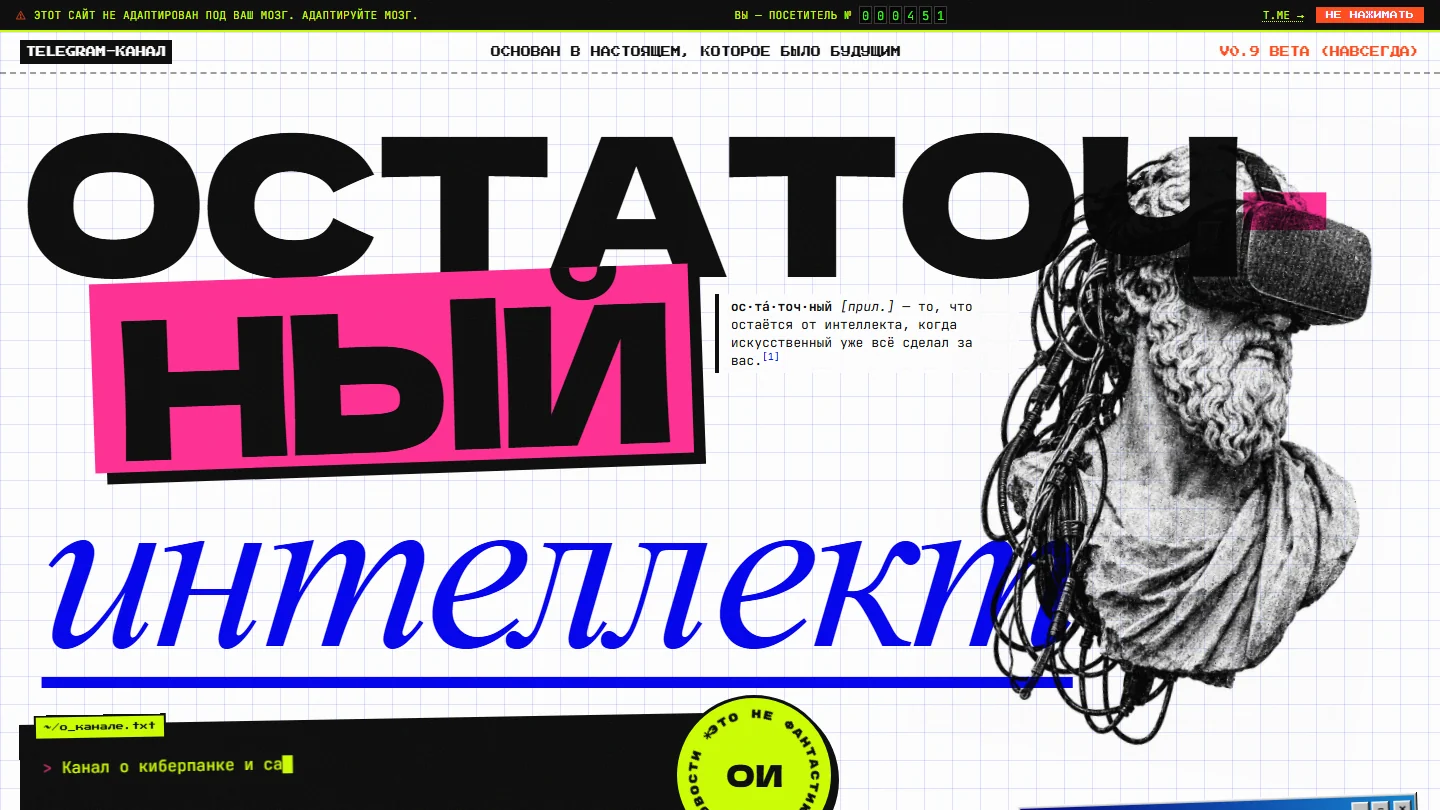 ⚠ ЭТОТ САЙТ НЕ АДАПТИРОВАН ПОД ВАШ МОЗГ. АДАПТИРУЙТЕ МОЗГ.
ВЫ — ПОСЕТИТЕЛЬ № 000451
T.ME →
НЕ НАЖИМАТЬ
TELEGRAM-КАНАЛ
ОСНОВАН В НАСТОЯЩЕМ, КОТОРОЕ БЫЛО БУДУЩИМ
V0.9 BETA (НАВСЕГДА)
ОСТАТОЧ
НЫЙ
ос·та́·точ·ный [прил.] — то, что
остаётся от интеллекта, когда
искусственный уже всё сделал за
вас.[1]
интеллект
~/о_канале.txt
> Канал о киберпанке и са
ЭТО НЕ ФАНТАСТИК
ОВОСТИ *
ОИ